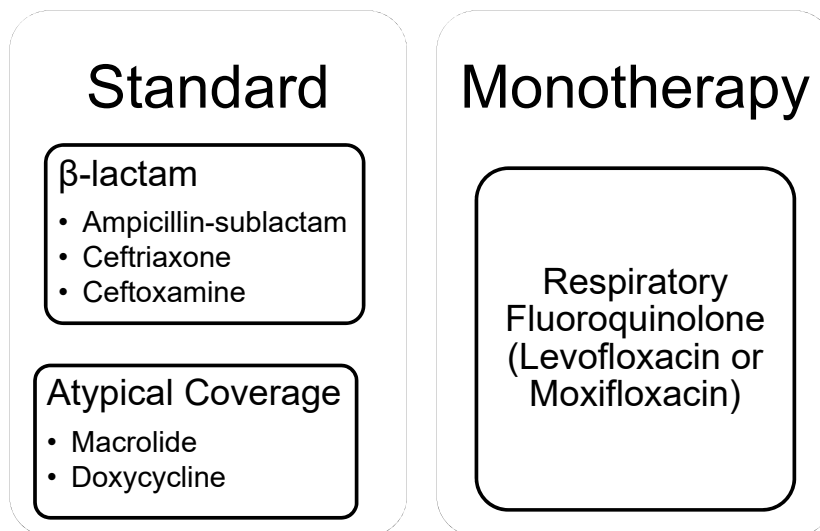 Standard
β-lactam
• Ampicillin-sublactam
• Ceftriaxone
• Ceftoxamine
Atypical Coverage
• Macrolide
• Doxycycline
Monotherapy
Respiratory
Fluoroquinolone
(Levofloxacin or
Moxifloxacin)